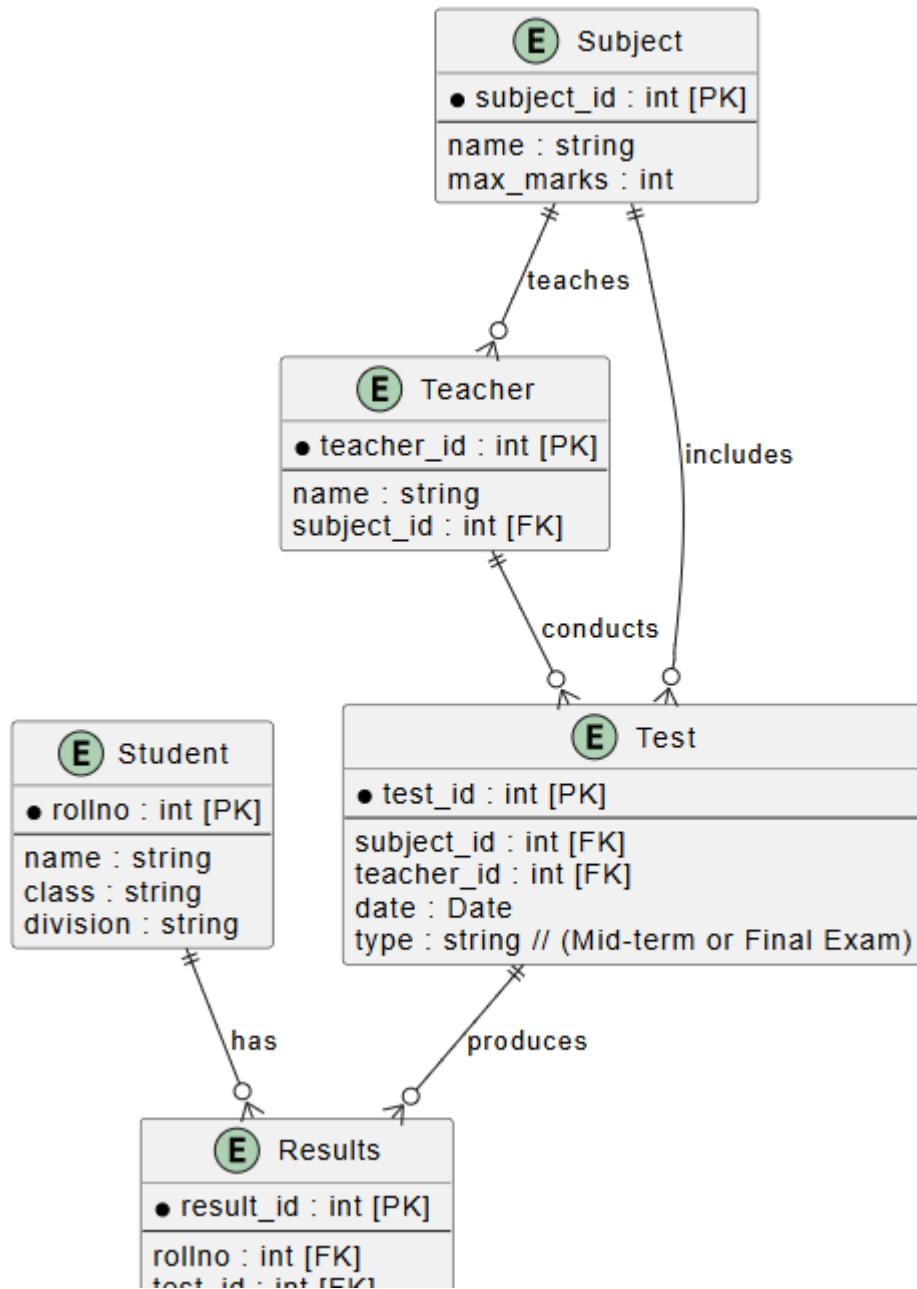 E Subject
subject_id : int [PK]
name : string
max_marks : int
teaches
E Teacher
teacher_id : int [PK]
name : string
subject_id : int [FK]
includes
conducts
E Student
rollno : int [PK]
name : string
class : string
division : string
E Test
test_id : int [PK]
subject_id : int [FK]
teacher_id : int [FK]
date : Date
type : string // (Mid-term or Final Exam)
has
produces
E Results
result_id : int [PK]
rollno : int [FK]
test_id : int [FK]